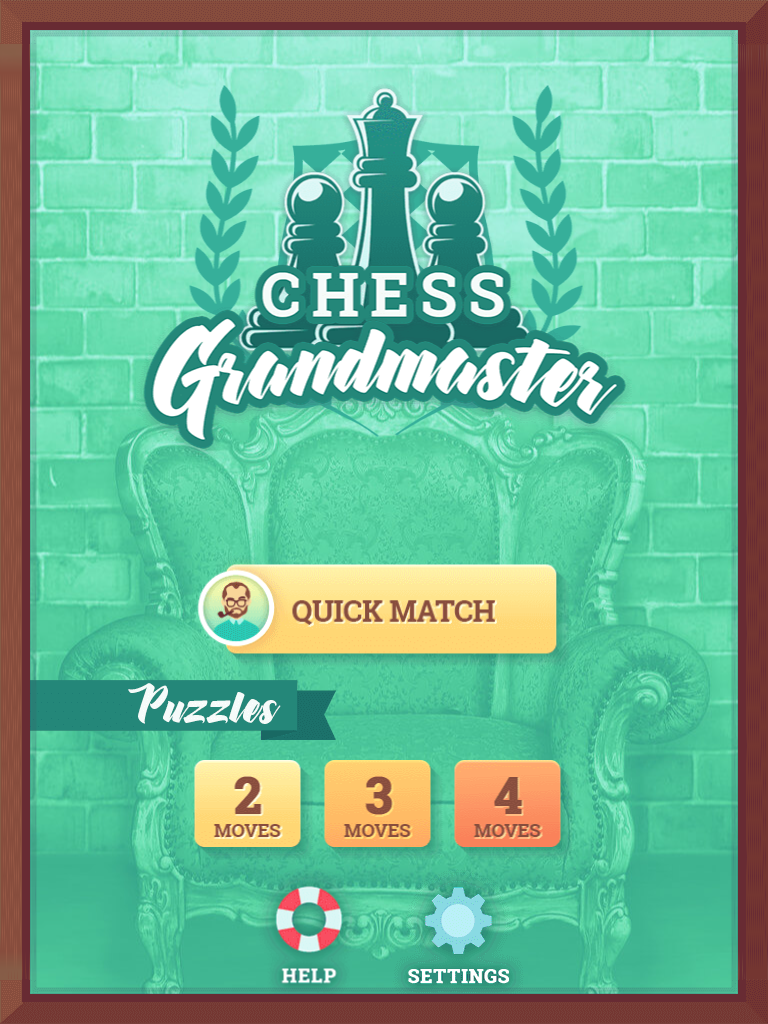 CHESS
Grandmaster
QUICK MATCH
Puzzles
2 3 4
MOVES MOVES MOVES
HELP SETTINGS